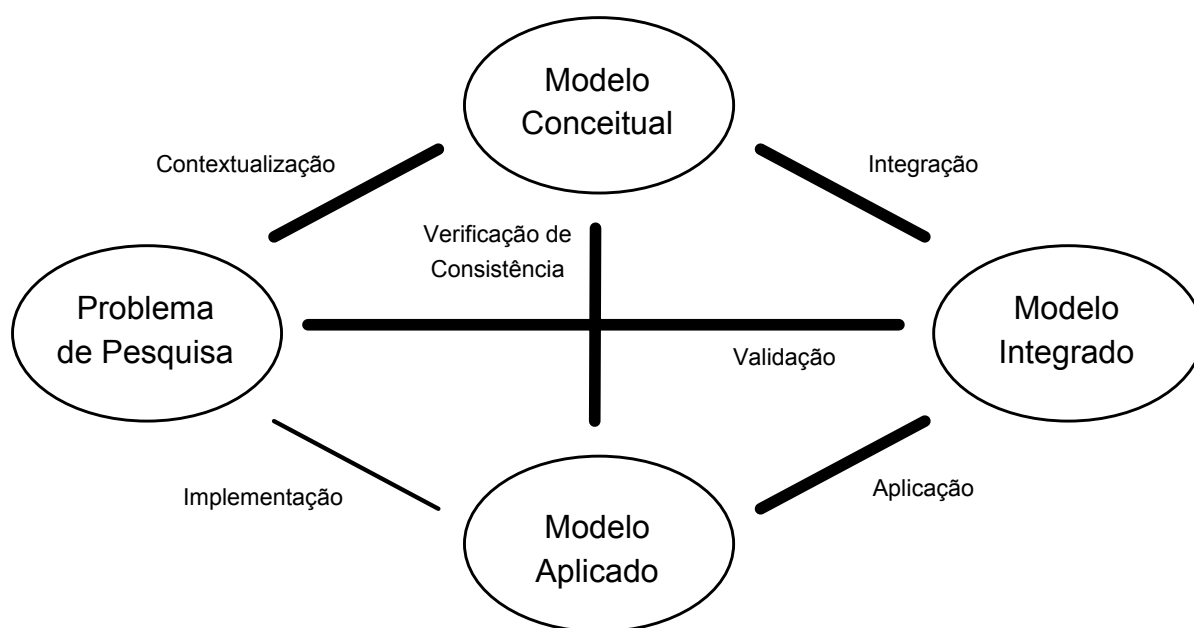 Modelo
Conceitual
Contextualização
Integração
Verificação de
Consistência
Problema
de Pesquisa
Modelo
Integrado
Validação
Implementação
Aplicação
Modelo
Aplicado